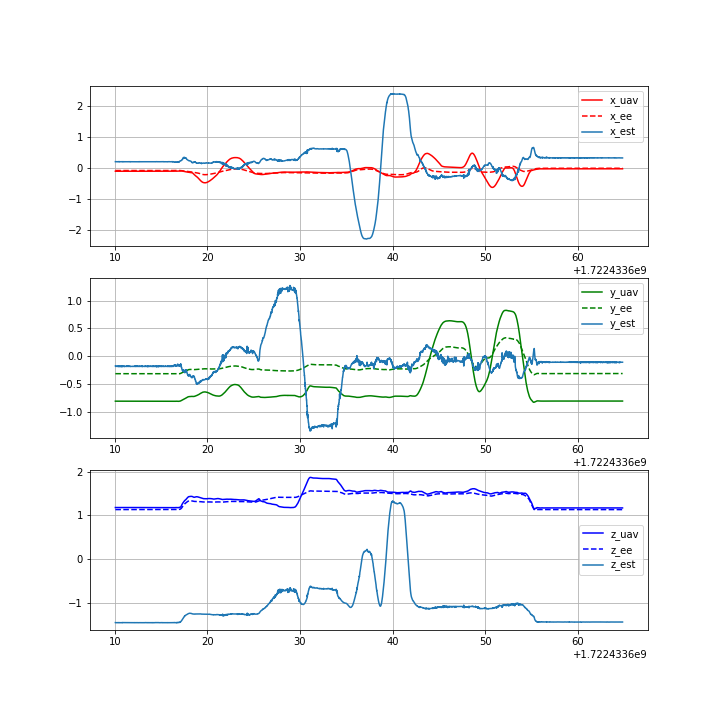 2
1
0
−1
−2
x_uav
x_ee
x_est
10 20 30 40 50 60
+1.7224336e9
1.0
0.5
0.0
−0.5
−1.0
y_uav
y_ee
y_est
10 20 30 40 50 60
+1.7224336e9
2
1
0
−1
z_uav
z_ee
z_est
10 20 30 40 50 60
+1.7224336e9